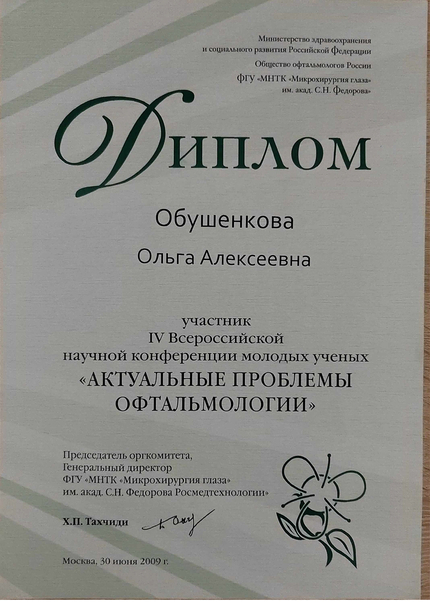 Министерство здравоохранения
и социального развития Российской Федерации
Общество офтальмологов России
ФГУ «МНТК «Микрохирургия глаза»
им. акад. С.Н. Федорова»
Диплом
Обушенкова
Ольга Алексеевна
участник
IV Всероссийской
научной конференции молодых ученых
«АКТУАЛЬНЫЕ ПРОБЛЕМЫ
ОФТАЛЬМОЛОГИИ»
Председатель оргкомитета,
Генеральный директор
ФГУ «МНТК «Микрохирургия глаза»
им. акад. С.Н. Федорова Росмедтехнологии»
Х.П. Тахчиди
Москва, 30 июня 2009 г.